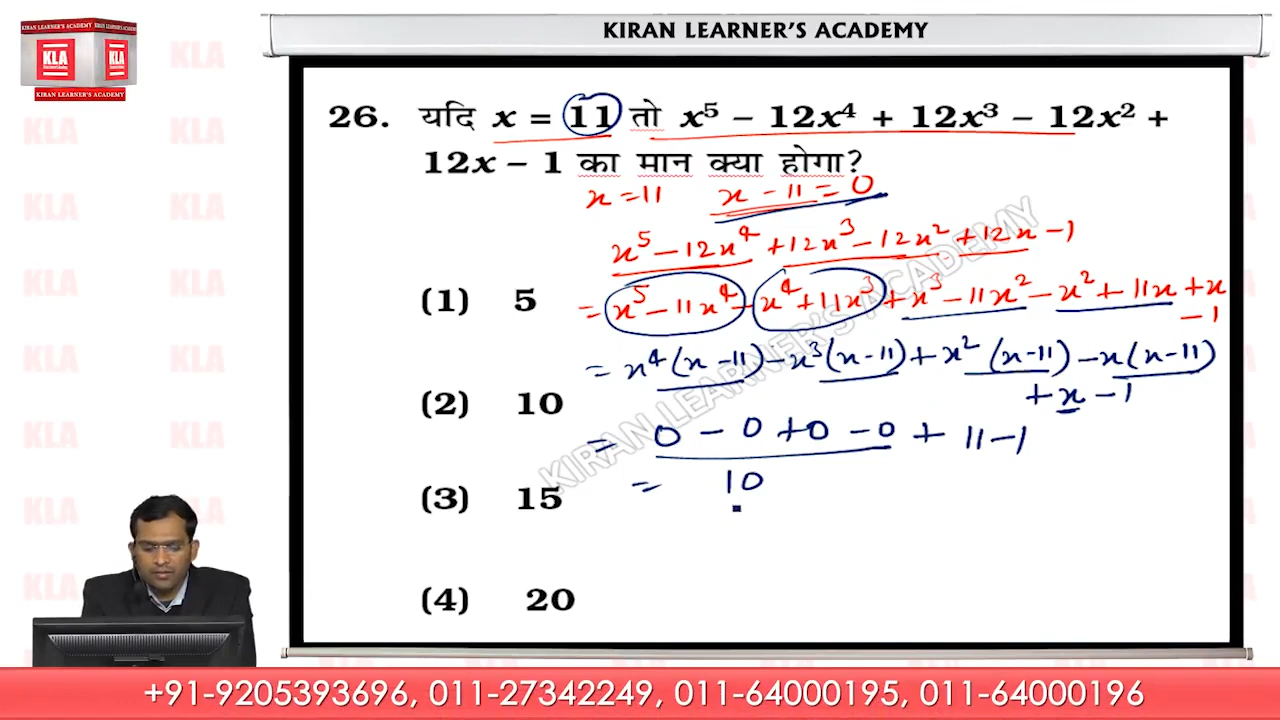 KIRAN LEARNER'S ACADEMY
KIRAN LEARNER'S ACADEMY
KLA
KLA
KIRAN LEARNER'S ACADEMY
26. यदि x = 11 तो x⁵ – 12x⁴ + 12x³ – 12x² +
12x – 1 का मान क्या होगा?
x = 11 x - 11 = 0
x⁵ - 12x⁴ + 12x³ - 12x² + 12x - 1
(1) 5
= x⁵ - 11x⁴ - x⁴ + 11x³ + x³ - 11x² - x² + 11x + x
- 1
= x⁴(x - 11) - x³(x - 11) + x²(x - 11) - x(x - 11)
+ x - 1
(2) 10
= 0 - 0 + 0 - 0 + 11 - 1
= 10
(3) 15
(4) 20
KIRAN LEARNER'S ACADEMY
+91-9205393696, 011-27342249, 011-64000195, 011-64000196